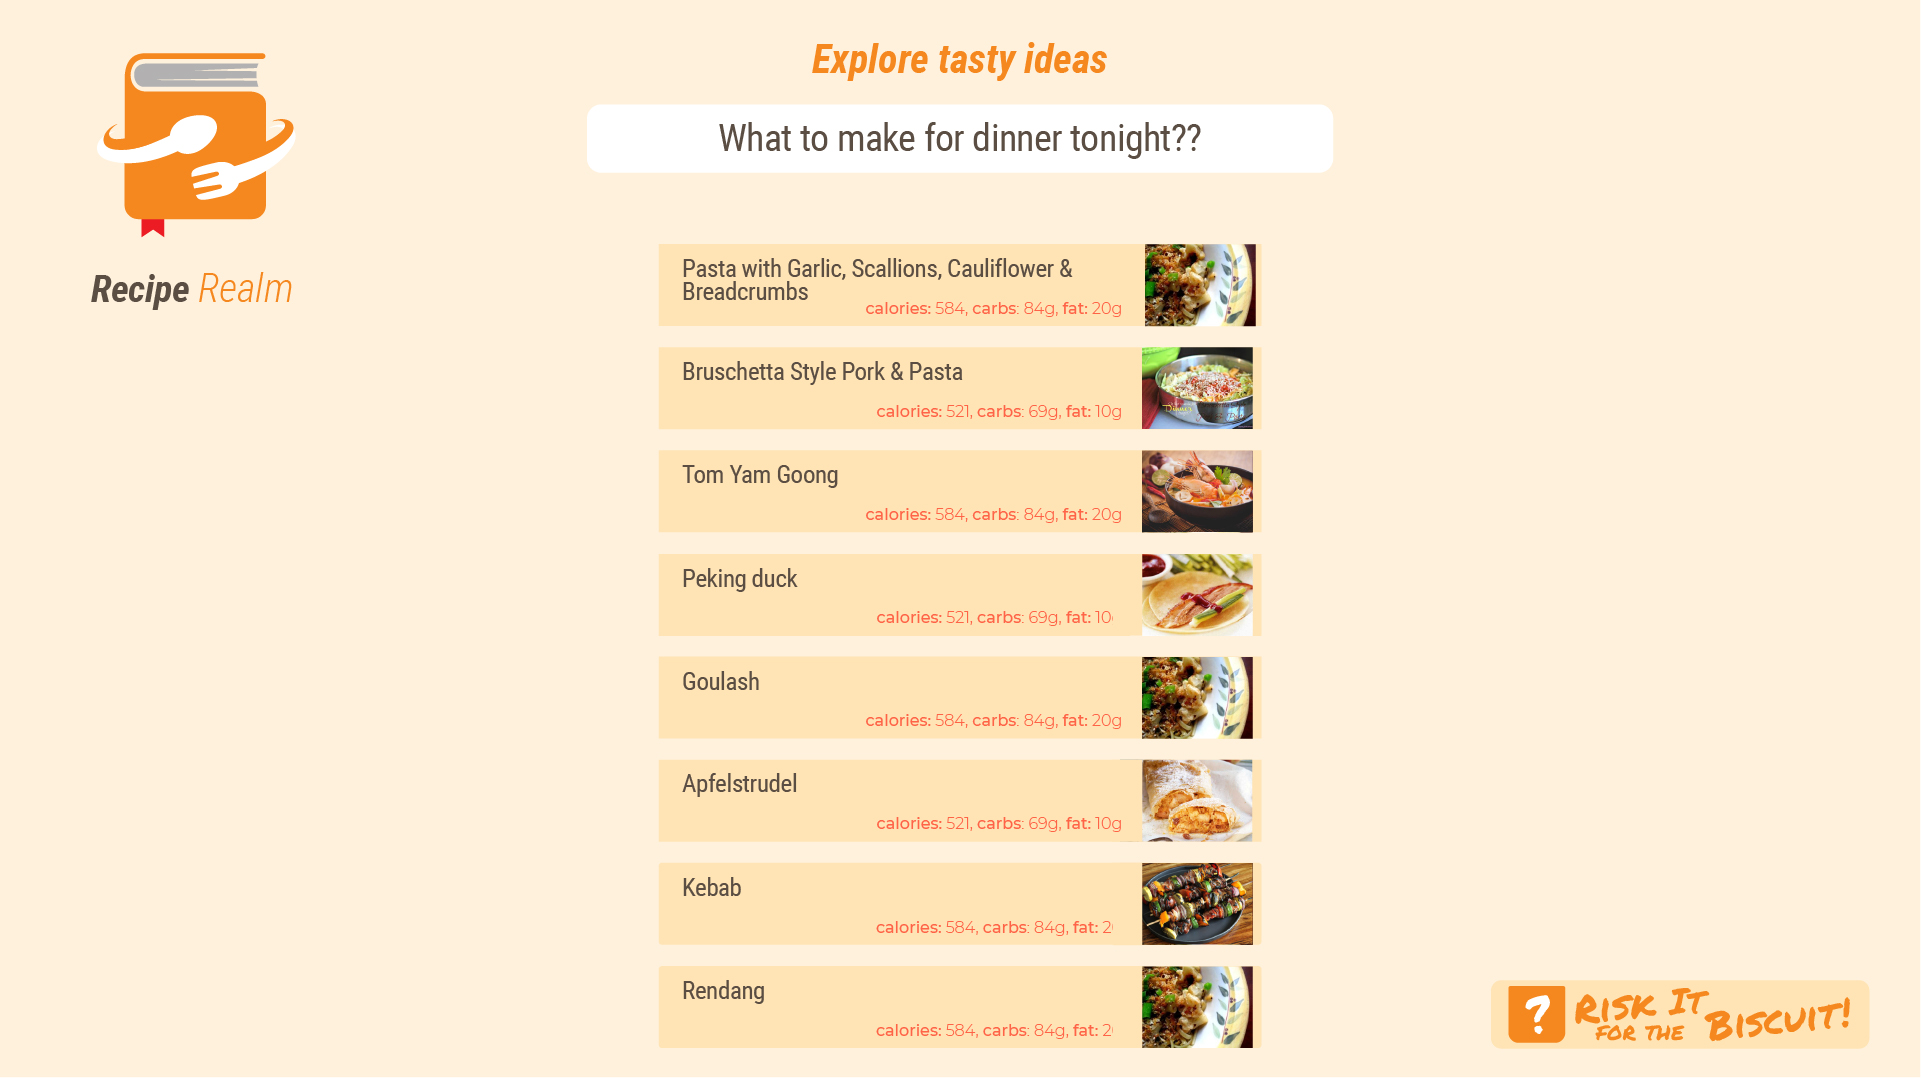 Explore tasty ideas
What to make for dinner tonight??
Recipe Realm
Pasta with Garlic, Scallions, Cauliflower &
Breadcrumbs
calories: 584, carbs: 84g, fat: 20g
Bruschetta Style Pork & Pasta
calories: 521, carbs: 69g, fat: 10g
Dinner
Tom Yam Goong
calories: 584, carbs: 84g, fat: 20g
Peking duck
calories: 521, carbs: 69g, fat: 10
Goulash
calories: 584, carbs: 84g, fat: 20g
Apfelstrudel
calories: 521, carbs: 69g, fat: 10g
Kebab
calories: 584, carbs: 84g, fat: 2
Rendang
calories: 584, carbs: 84g, fat: 2
? Risk It
for the Biscuit!